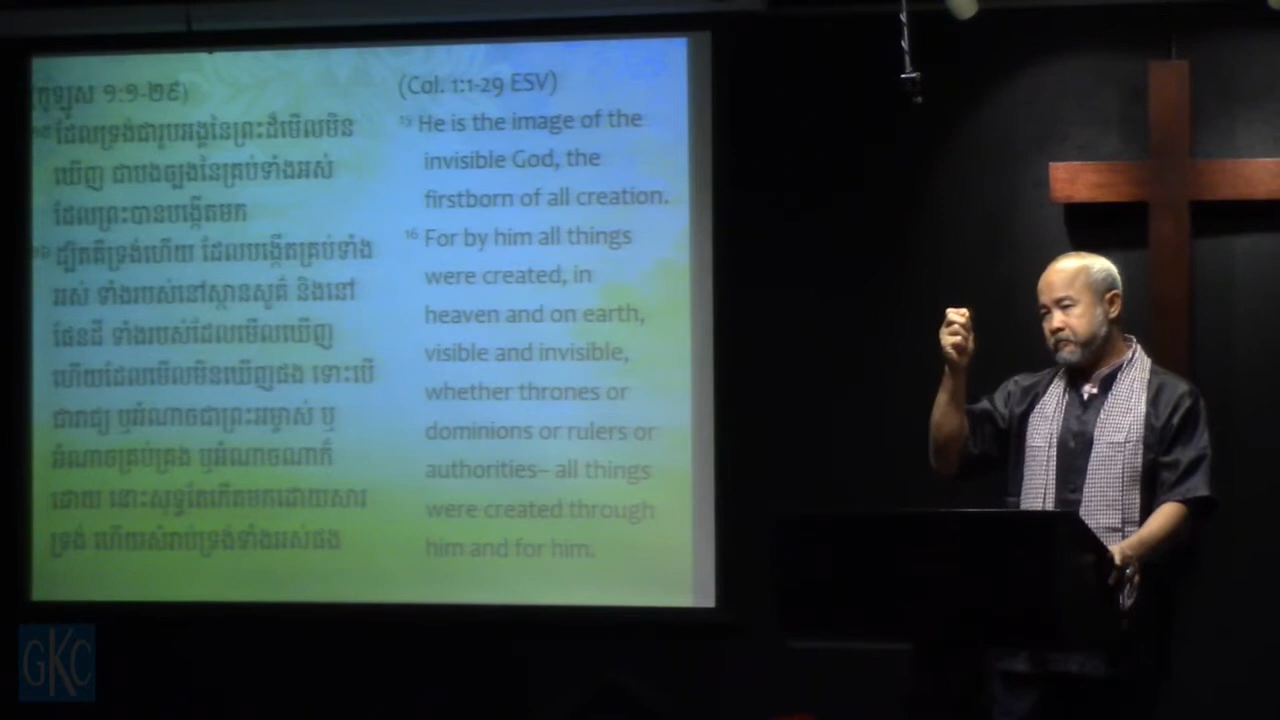 កូឡូស ១:១-២៩)
ដែលទ្រង់ជារូបអង្គនៃព្រះដ៏មើលមិន
ឃើញ ជាបងច្បងនៃគ្រប់ទាំងអស់
ដែលព្រះបានបង្កើតមក
ដ្បិតគឺទ្រង់ហើយ ដែលបង្កើតគ្រប់ទាំង
អស់ ទាំងរបស់នៅស្ថានសួគ៌ និងនៅ
ផែនដី ទាំងរបស់ដែលមើលឃើញ
ហើយដែលមើលមិនឃើញផង ទោះបើ
ជារាជ្យ ឬអំណាចជាព្រះអម្ចាស់ ឬ
អំណាចគ្រប់គ្រង ឬអំណាចណាក៏
ដោយ នោះសុទ្ធតែកើតមកដោយសារ
ទ្រង់ ហើយសំរាប់ទ្រង់ទាំងអស់ផង
(Col. 1:1-29 ESV)
15 He is the image of the
invisible God, the
firstborn of all creation.
16 For by him all things
were created, in
heaven and on earth,
visible and invisible,
whether thrones or
dominions or rulers or
authorities– all things
were created through
him and for him.
GKC